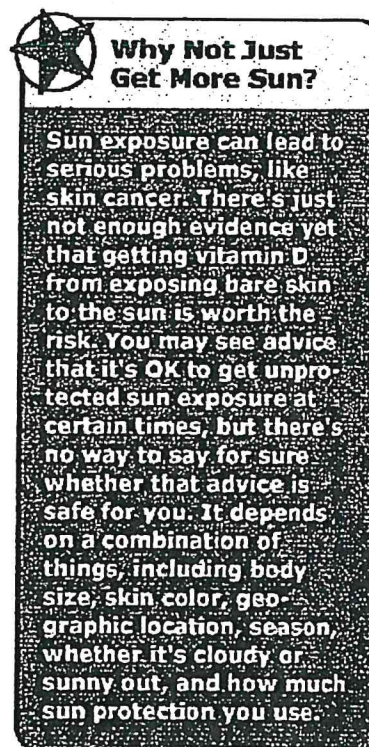 Why Not Just
Get More Sun?
Sun exposure can lead to
serious problems, like
skin cancer. There's just
not enough evidence yet
that getting vitamin D
from exposing bare skin
to the sun is worth the
risk. You may see advice
that it's OK to get unpro-
tected sun exposure at
certain times, but there's
no way to say for sure
whether that advice is
safe for you. It depends
on a combination of
things, including body
size, skin color, geo-
graphic location, season,
whether it's cloudy or
sunny out, and how much
sun protection you use.